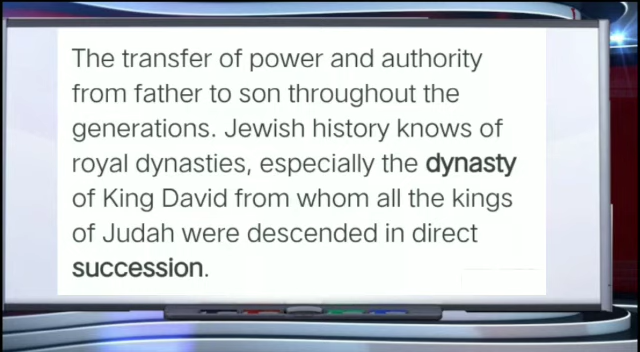 The transfer of power and authority
from father to son throughout the
generations. Jewish history knows of
royal dynasties, especially the dynasty
of King David from whom all the kings
of Judah were descended in direct
succession.